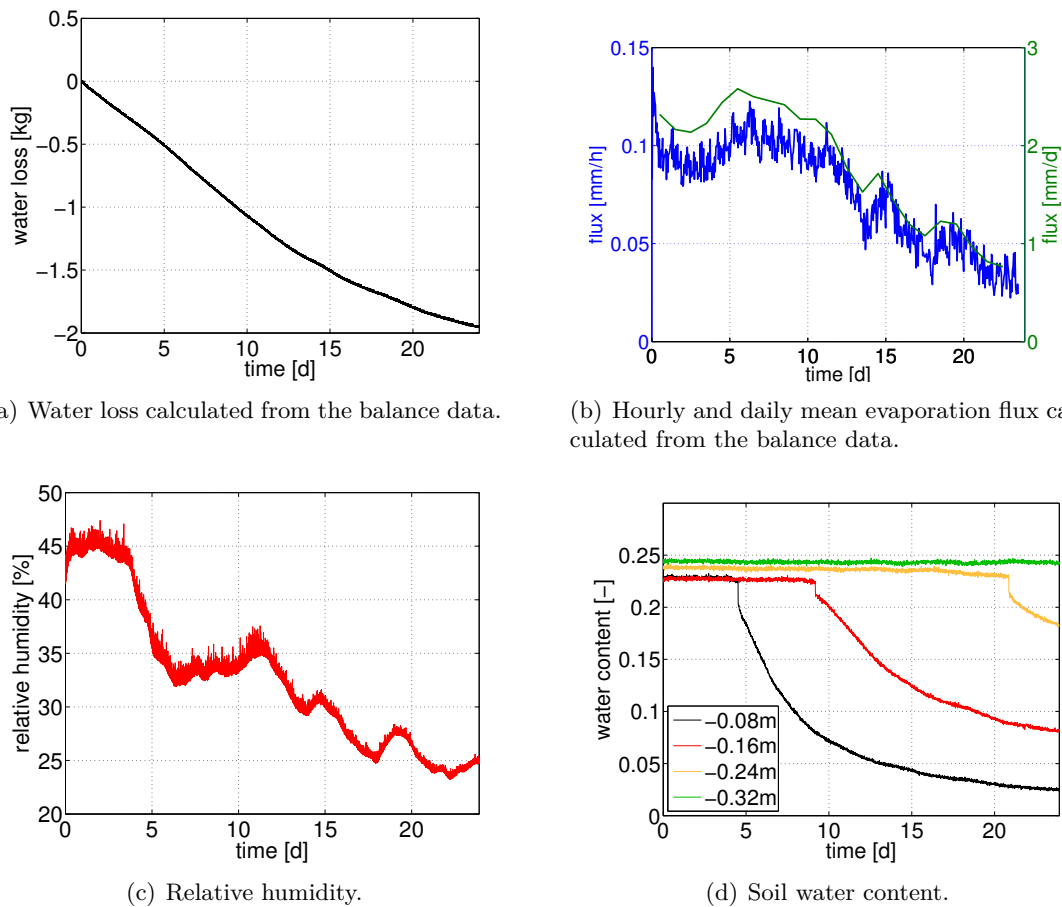 0.5
0
−0.5
−1
−1.5
−2
0 5 10 15 20
water loss [kg]
time [d]
0.15
0.1
0.05
0
3
2
1
0
0 5 10 15 20
flux [mm/h]
flux [mm/d]
time [d]
a) Water loss calculated from the balance data.
(b) Hourly and daily mean evaporation flux ca
culated from the balance data.
50
45
40
35
30
25
20
0 5 10 15 20
relative humidity [%]
time [d]
0.25
0.2
0.15
0.1
0.05
0
0 5 10 15 20
water content [−]
−0.08m
−0.16m
−0.24m
−0.32m
time [d]
(c) Relative humidity.
(d) Soil water content.